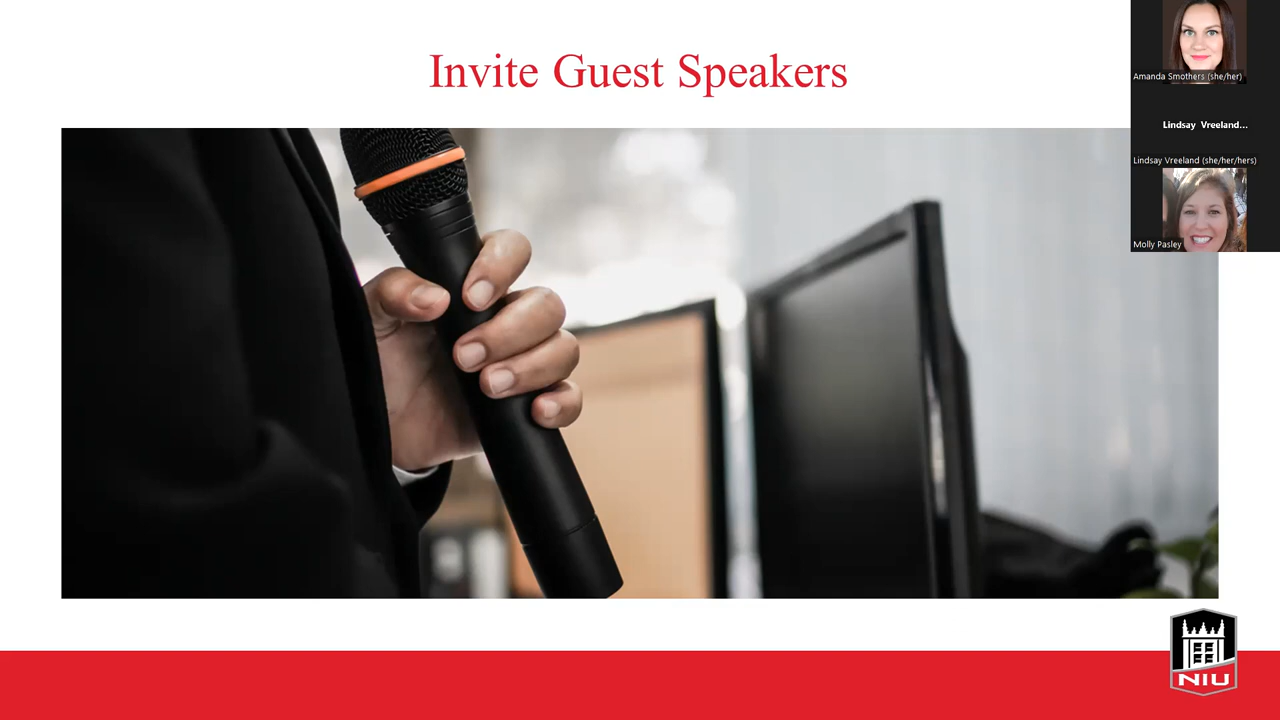 Invite Guest Speakers
Amanda Smothers (she/her)
Lindsay Vreeland...
Lindsay Vreeland (she/her/hers)
Molly Pasley
NIU